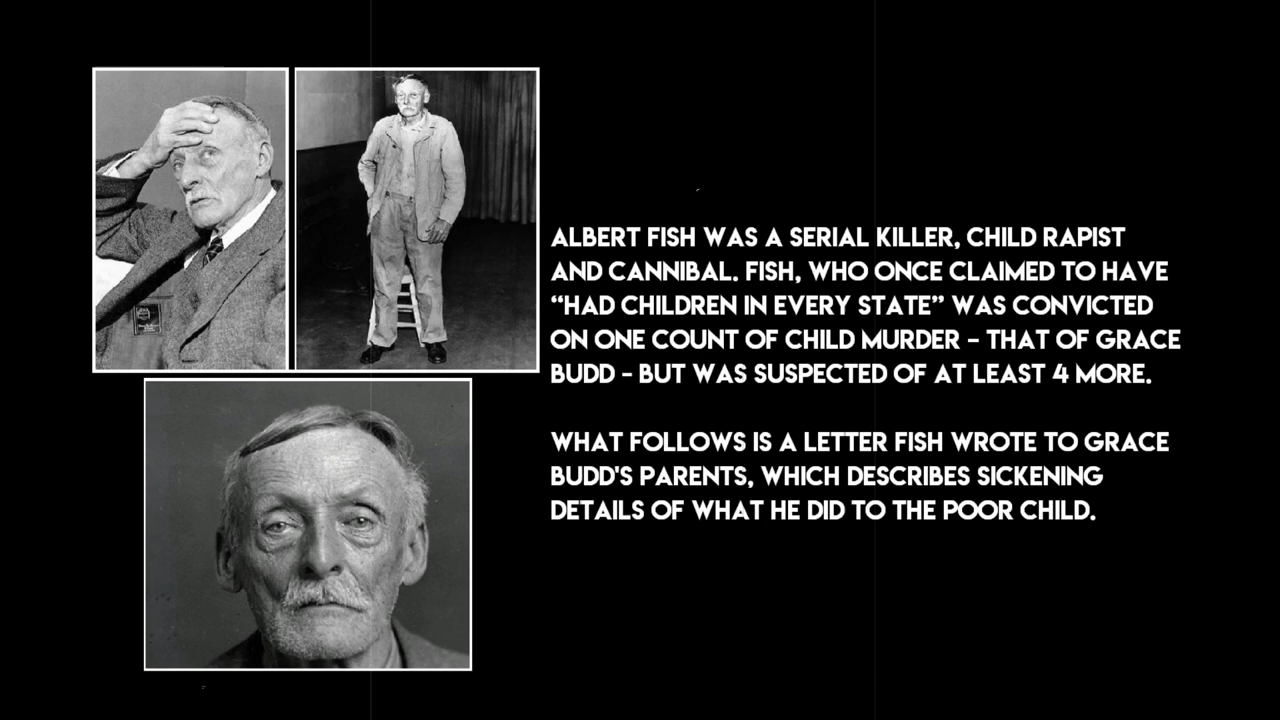 ALBERT FISH WAS A SERIAL KILLER, CHILD RAPIST
AND CANNIBAL. FISH, WHO ONCE CLAIMED TO HAVE
“HAD CHILDREN IN EVERY STATE” WAS CONVICTED
ON ONE COUNT OF CHILD MURDER – THAT OF GRACE
BUDD – BUT WAS SUSPECTED OF AT LEAST 4 MORE.
WHAT FOLLOWS IS A LETTER FISH WROTE TO GRACE
BUDD'S PARENTS, WHICH DESCRIBES SICKENING
DETAILS OF WHAT HE DID TO THE POOR CHILD.